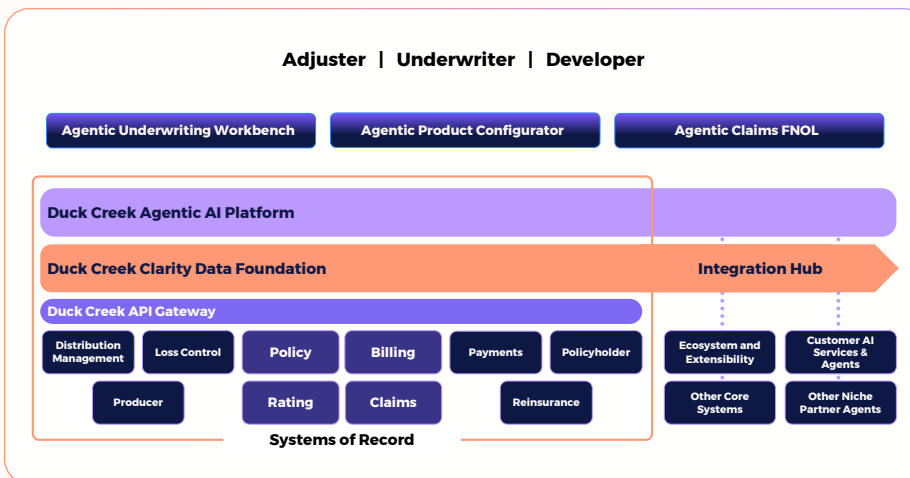 Adjuster | Underwriter | Developer
Agentic Underwriting Workbench
Agentic Product Configurator
Agentic Claims FNOL
Duck Creek Agentic AI Platform
Duck Creek Clarity Data Foundation
Integration Hub
Duck Creek API Gateway
Distribution
Management
Loss Control
Policy
Billing
Payments
Policyholder
Ecosystem and
Extensibility
Customer AI
Services &
Agents
Producer
Rating
Claims
Reinsurance
Other Core
Systems
Other Niche
Partner Agents
Systems of Record